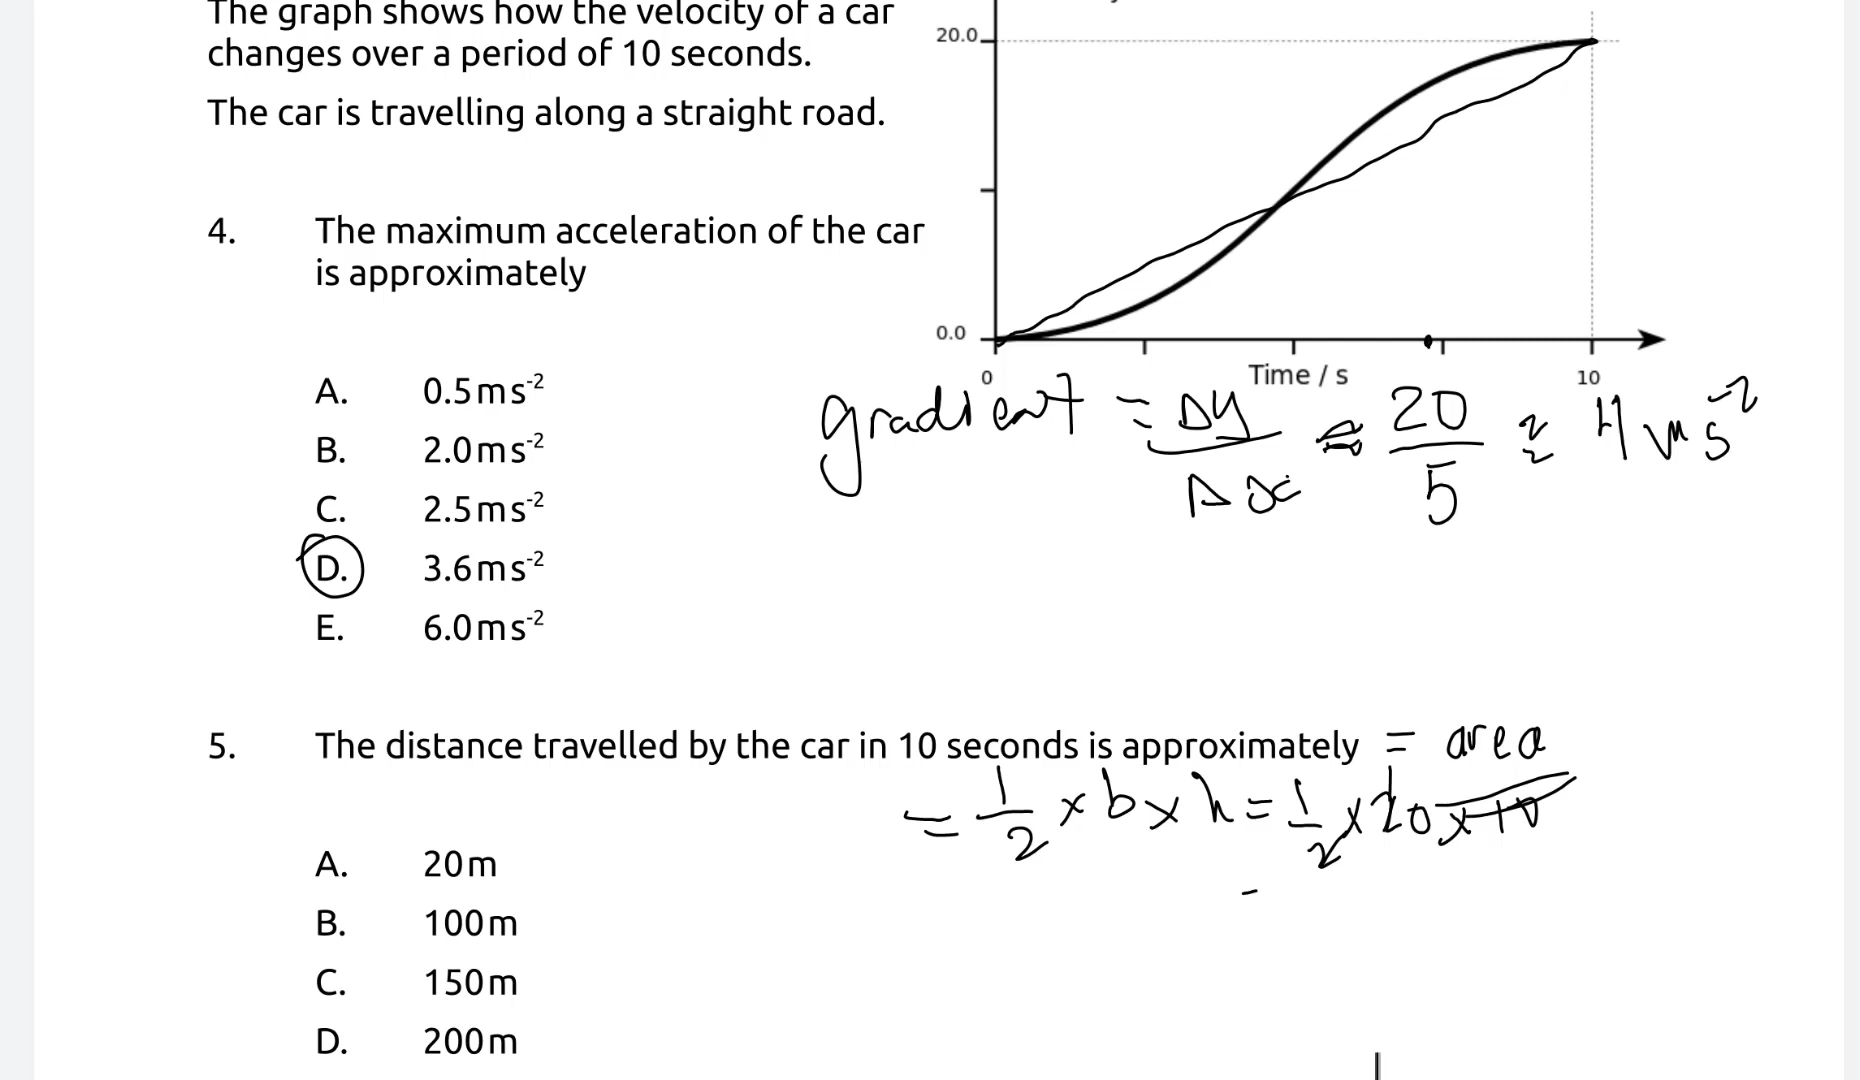 The graph shows how the velocity of a car
changes over a period of 10 seconds.
The car is travelling along a straight road.
20.0
0.0
0
Time / s
10
4. The maximum acceleration of the car
is approximately
A. 0.5 ms⁻²
B. 2.0 ms⁻²
C. 2.5 ms⁻²
D. 3.6 ms⁻²
E. 6.0 ms⁻²
gradient = Δy / Δx ≈ 20 / 5 ≈ 4 ms⁻²
5. The distance travelled by the car in 10 seconds is approximately = area
= 1/2 × b × h = 1/2 × 20 × 10
=
A. 20 m
B. 100 m
C. 150 m
D. 200 m